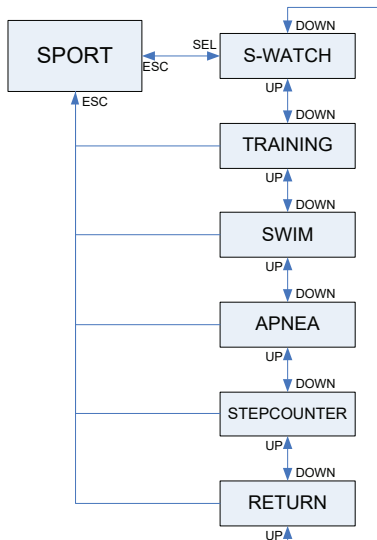 SPORT
SEL
ESC
DOWN
S-WATCH
ESC
UP
DOWN
TRAINING
UP
DOWN
SWIM
UP
DOWN
APNEA
UP
DOWN
STEPCOUNTER
UP
DOWN
RETURN
UP